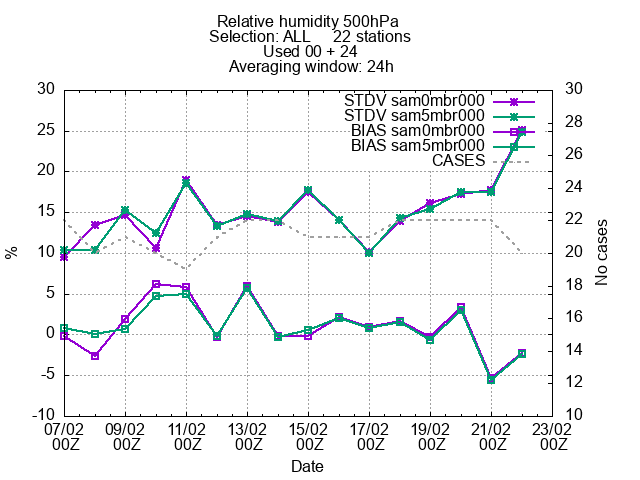 Relative humidity 500hPa
Selection: ALL     22 stations
Used 00 + 24
Averaging window: 24h
STDV sam0mbr000
STDV sam5mbr000
BIAS sam0mbr000
BIAS sam5mbr000
CASES
30
25
20
15
10
5
0
-5
-10
%
30
28
26
24
22
20
18
16
14
12
10
No cases
07/02 09/02 11/02 13/02 15/02 17/02 19/02 21/02 23/02
00Z 00Z 00Z 00Z 00Z 00Z 00Z 00Z 00Z
Date